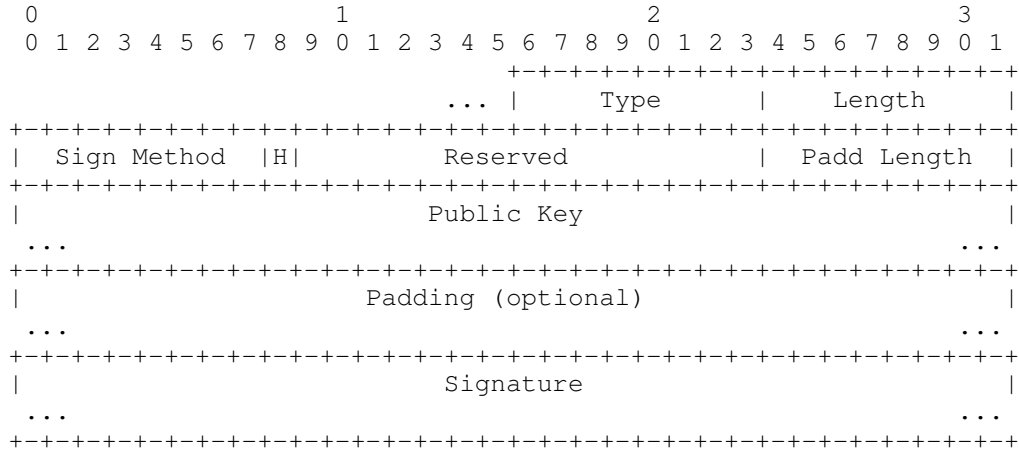 0                   1                   2                   3
 0 1 2 3 4 5 6 7 8 9 0 1 2 3 4 5 6 7 8 9 0 1 2 3 4 5 6 7 8 9 0 1
                                +-+-+-+-+-+-+-+-+-+-+-+-+-+-+-+-+
                            ... |     Type      |    Length     |
+-+-+-+-+-+-+-+-+-+-+-+-+-+-+-+-+-+-+-+-+-+-+-+-+-+-+-+-+-+-+-+-+
|  Sign Method  |H|         Reserved            |  Padd Length  |
+-+-+-+-+-+-+-+-+-+-+-+-+-+-+-+-+-+-+-+-+-+-+-+-+-+-+-+-+-+-+-+-+
|                          Public Key                           |
 ...                                                         ...
+-+-+-+-+-+-+-+-+-+-+-+-+-+-+-+-+-+-+-+-+-+-+-+-+-+-+-+-+-+-+-+-+
|                      Padding (optional)                       |
 ...                                                         ...
+-+-+-+-+-+-+-+-+-+-+-+-+-+-+-+-+-+-+-+-+-+-+-+-+-+-+-+-+-+-+-+-+
|                           Signature                           |
 ...                                                         ...
+-+-+-+-+-+-+-+-+-+-+-+-+-+-+-+-+-+-+-+-+-+-+-+-+-+-+-+-+-+-+-+-+